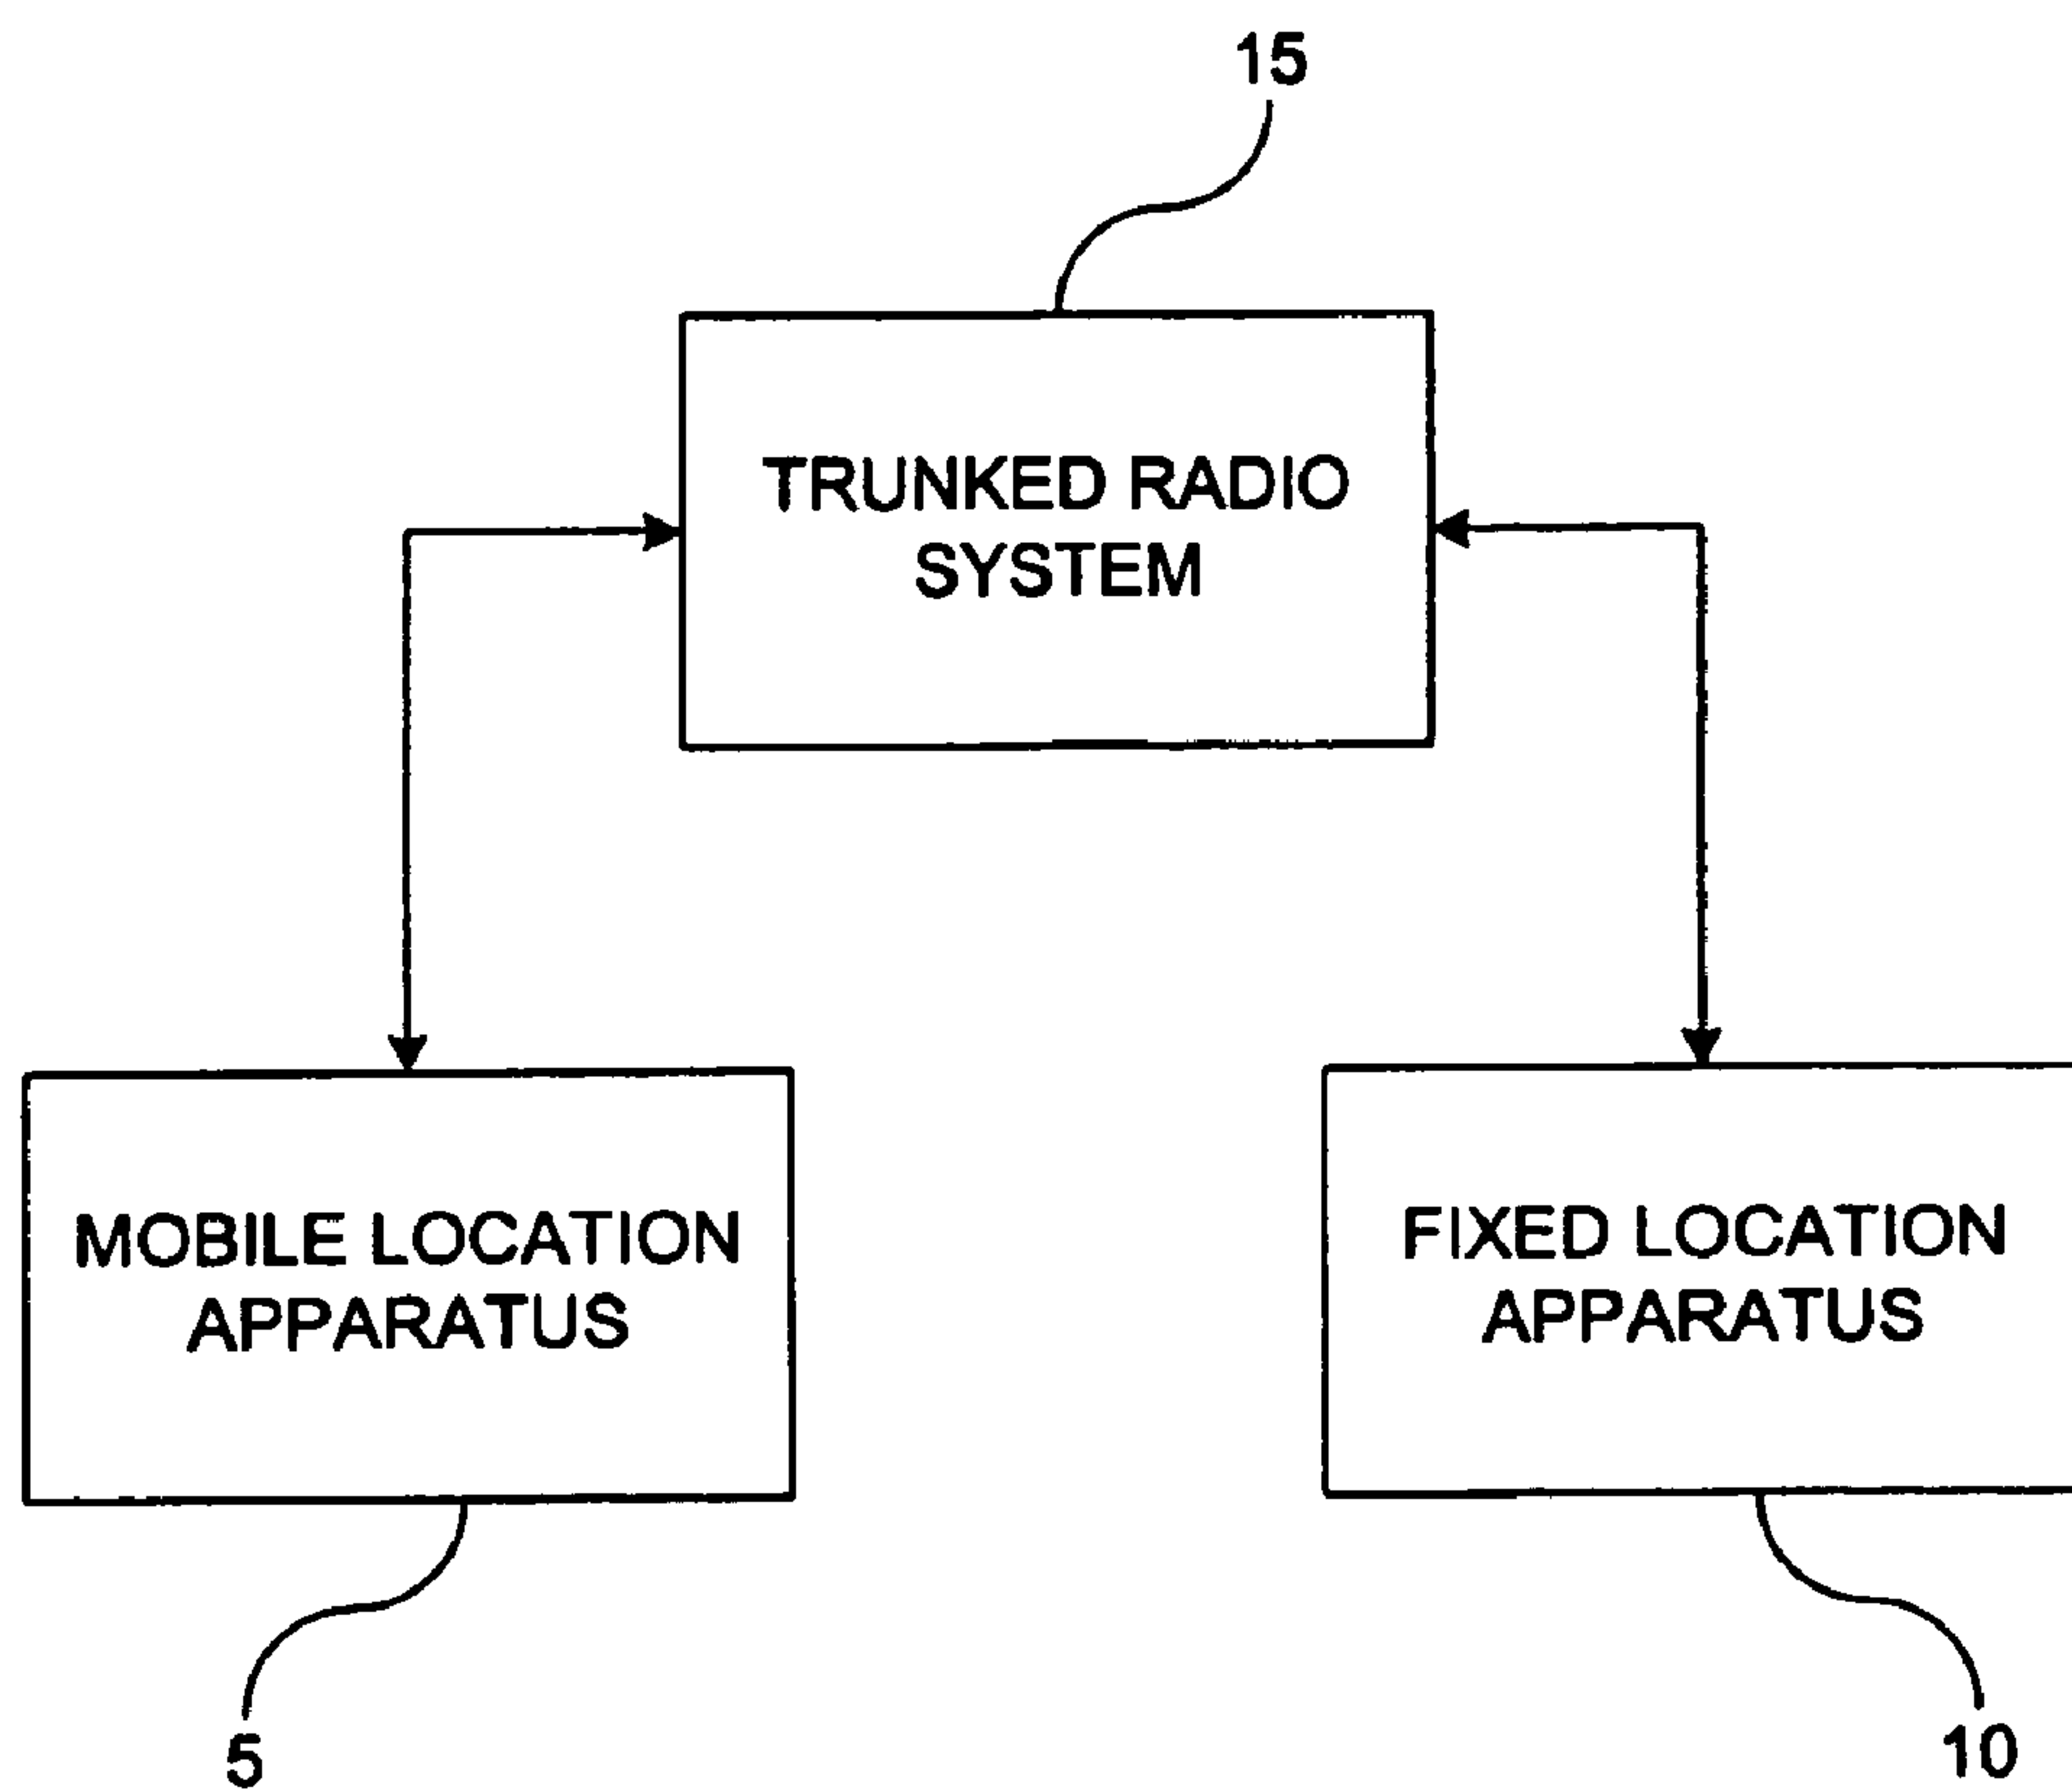 15
TRUNKED RADIO
SYSTEM
MOBILE LOCATION
APPARATUS
FIXED LOCATION
APPARATUS
5
10